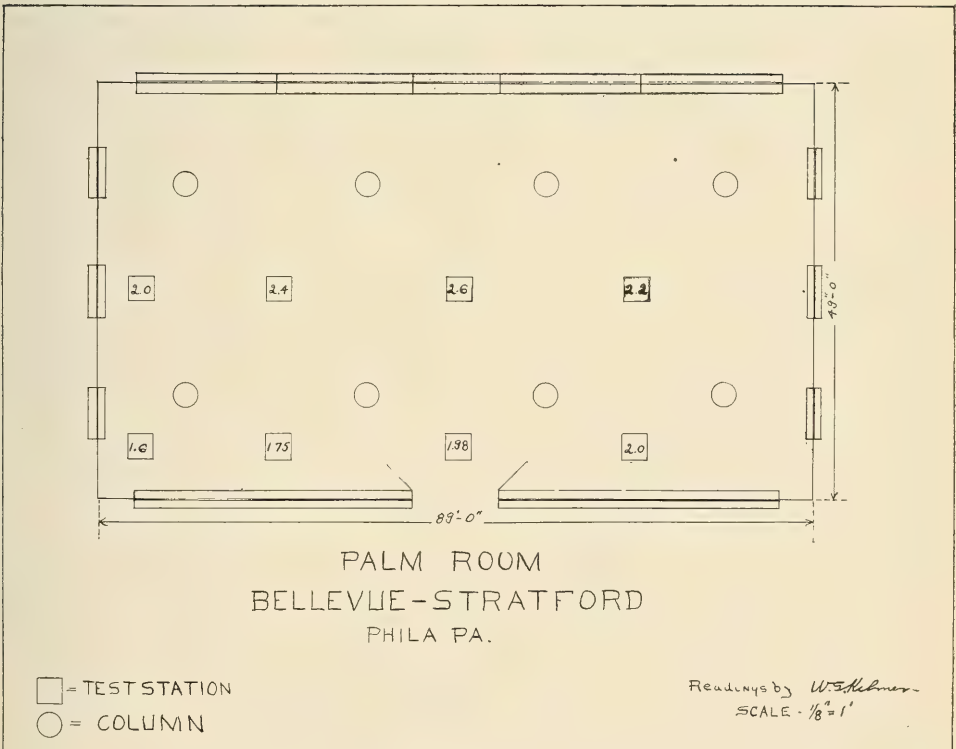 2.0 2.4 2.6 2.2
49'-0"
1.6 1.75 1.98 2.0
89'-0"
PALM ROOM
BELLEVUE-STRATFORD
PHILA PA.
= TEST STATION
= COLUMN
Readings by
SCALE - 1/8" = 1'